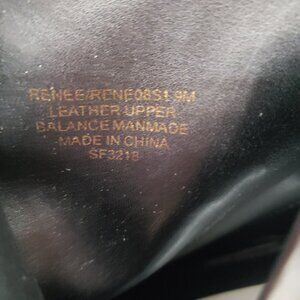 RENEE/RENE08S1 9M
LEATHER UPPER
BALANCE MANMADE
MADE IN CHINA
SF3218